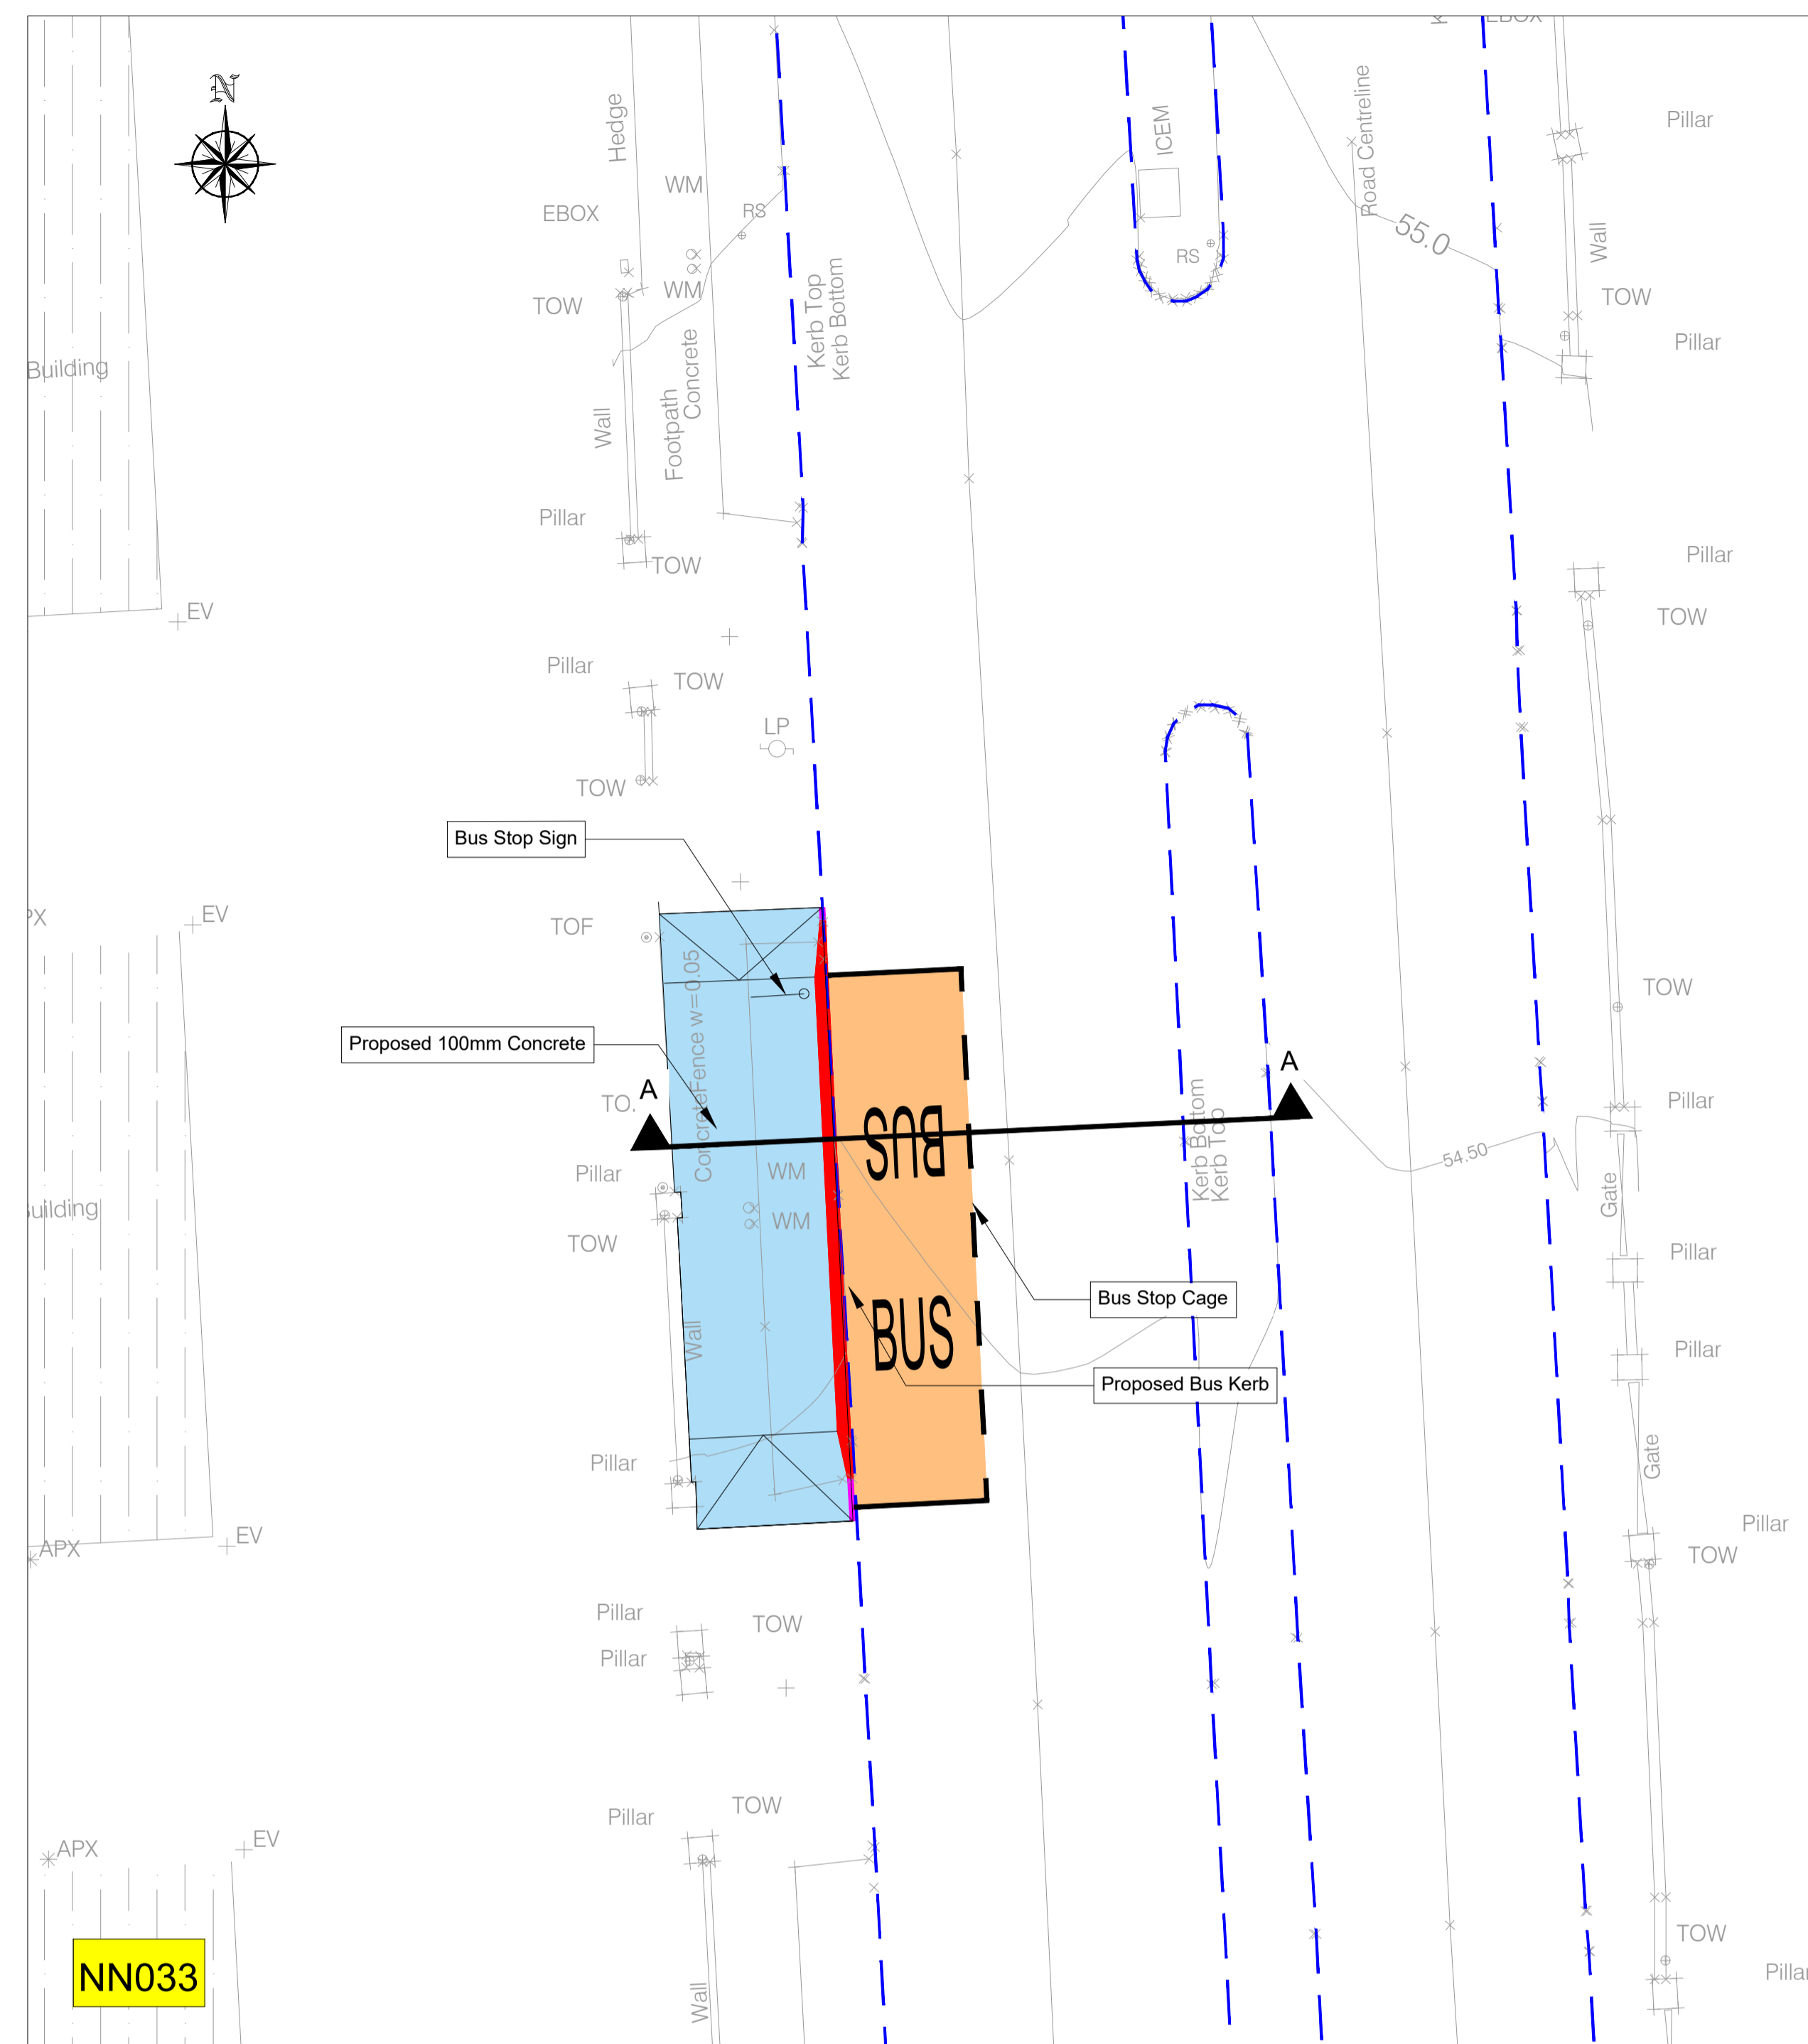 EBOX
N
Hedge
ICEM
Road Centreline
Pillar
WM
EBOX
RS
55.0
RS
Wall
WM
TOW
TOW
Kerb Top
Kerb Bottom
Pillar
Building
Footpath
Concrete
Wall
Pillar
TOW
Pillar
EV
TOW
Pillar
TOW
LP
TOW
Bus Stop Sign
EV
TOF
ConcreteFence w=0.05
TOW
Proposed 100mm Concrete
A
A
TO.
Pillar
BUS
Kerb Bottom
Kerb Top
54.50
Pillar
WM
Gate
WM
TOW
Pillar
Bus Stop Cage
BUS
Wall
Pillar
Proposed Bus Kerb
Pillar
Gate
Pillar
EV
APX
TOW
Pillar
TOW
Pillar
TOW
Pillar
EV
APX
TOW
NN033
Pillar
Wall